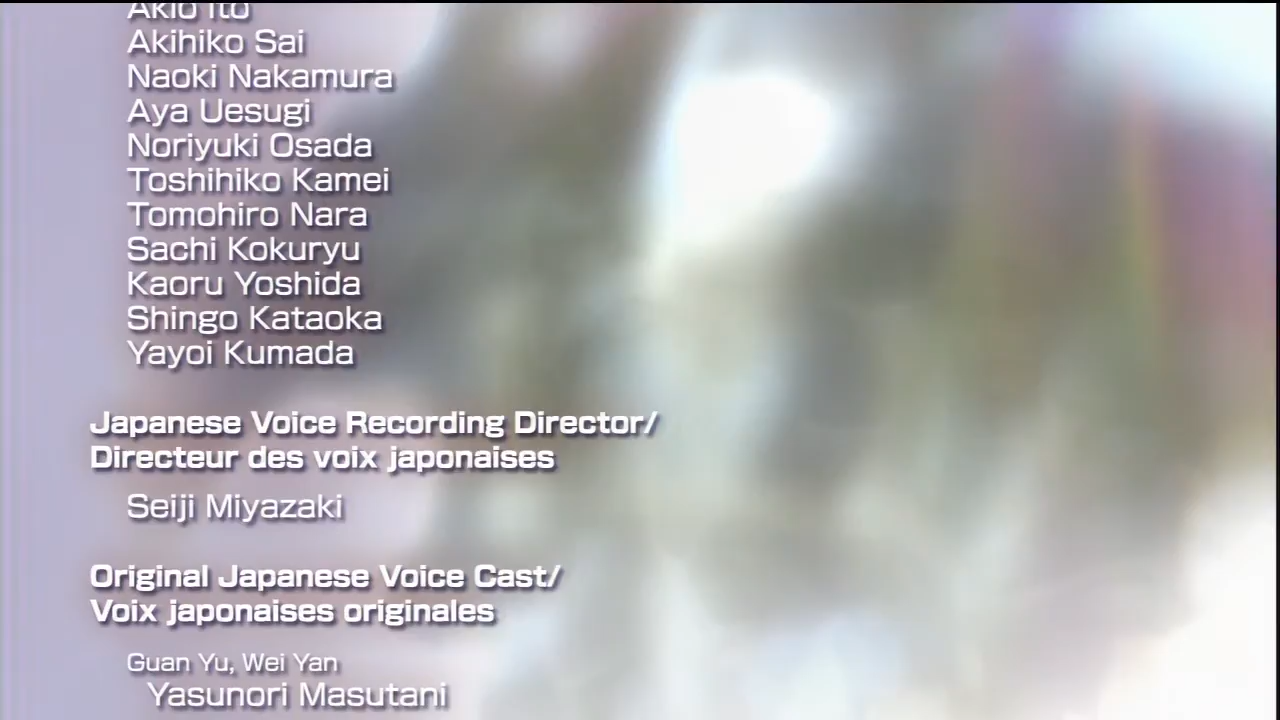 Akio Ito
Akihiko Sai
Naoki Nakamura
Aya Uesugi
Noriyuki Osada
Toshihiko Kamei
Tomohiro Nara
Sachi Kokuryu
Kaoru Yoshida
Shingo Kataoka
Yayoi Kumada
Japanese Voice Recording Director/
Directeur des voix japonaises
Seiji Miyazaki
Original Japanese Voice Cast/
Voix japonaises originales
Guan Yu, Wei Yan
Yasunori Masutani